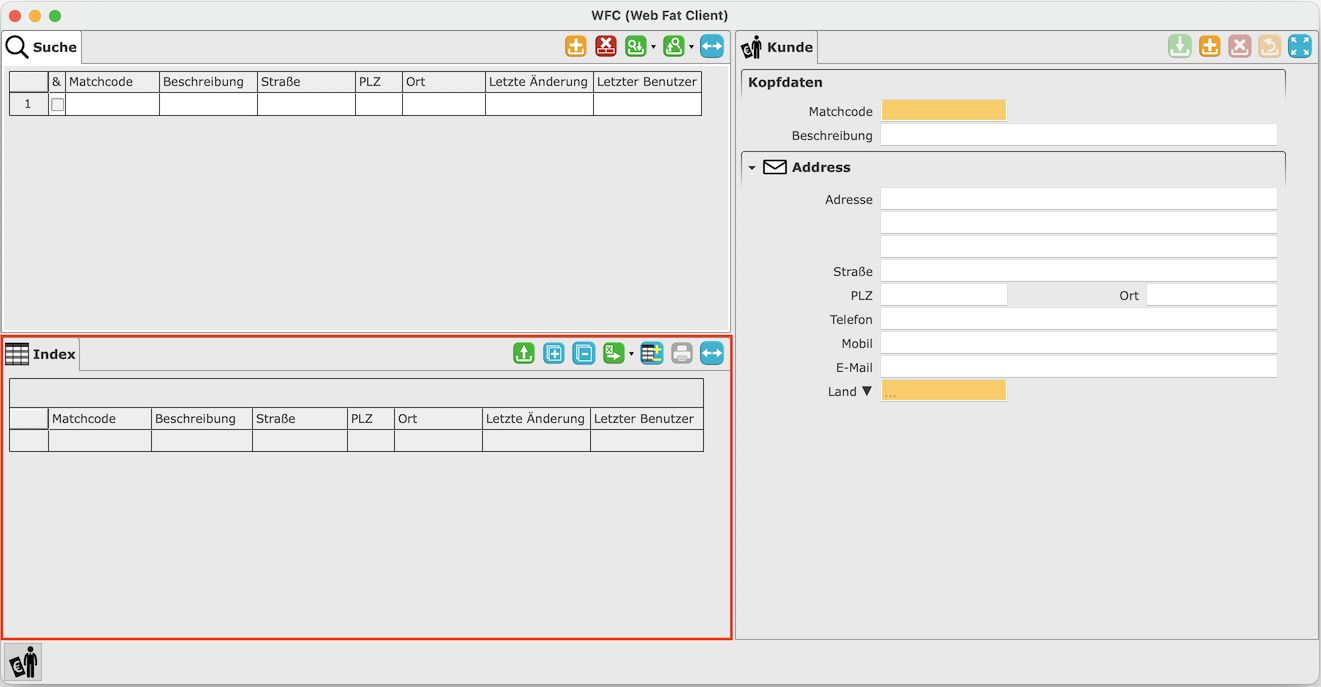 WFC (Web Fat Client)
Suche
& Matchcode Beschreibung Straße PLZ Ort Letzte Änderung Letzter Benutzer
1
Index
Matchcode Beschreibung Straße PLZ Ort Letzte Änderung Letzter Benutzer
Kunde
Kopfdaten
Matchcode
Beschreibung
Address
Adresse
Straße
PLZ Ort
Telefon
Mobil
E-Mail
Land ▼ ...